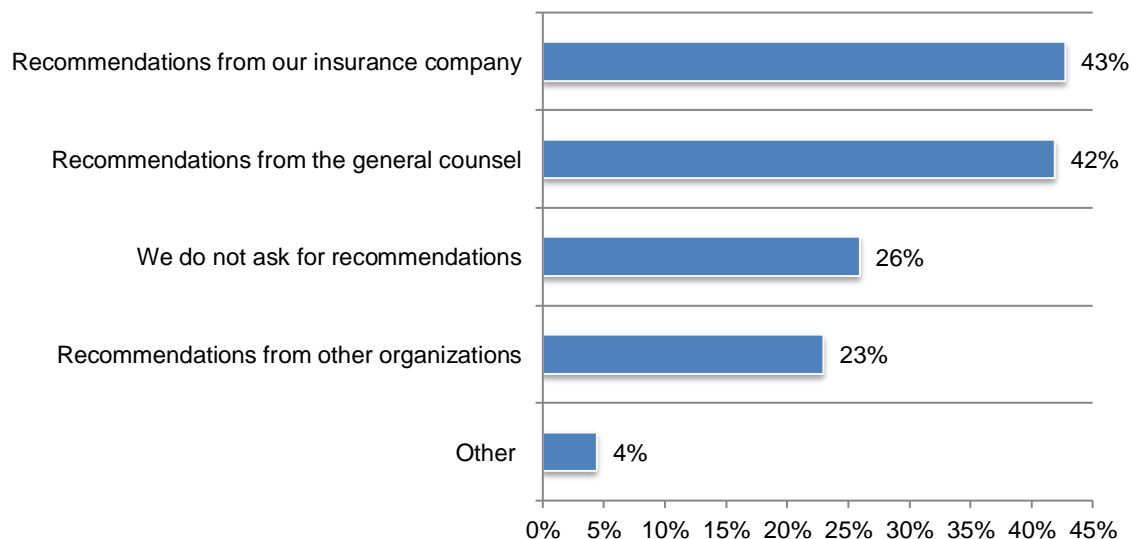 Recommendations from our insurance company 43%
Recommendations from the general counsel 42%
We do not ask for recommendations 26%
Recommendations from other organizations 23%
Other 4%
0% 5% 10% 15% 20% 25% 30% 35% 40% 45%